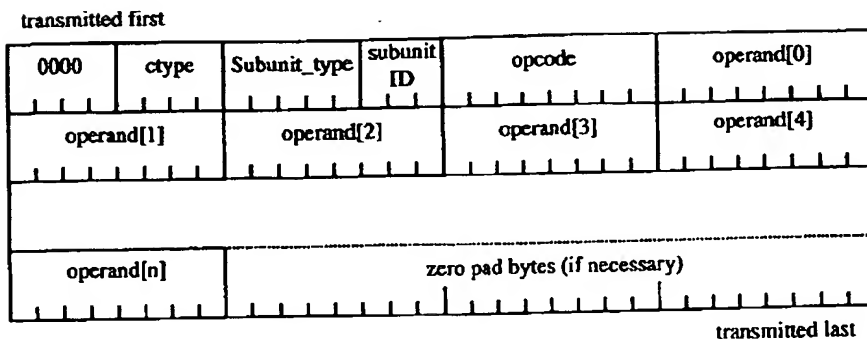 transmitted first
0000 ctype Subunit_type subunit ID opcode operand[0]
operand[1] operand[2] operand[3] operand[4]
operand[n] zero pad bytes (if necessary)
transmitted last